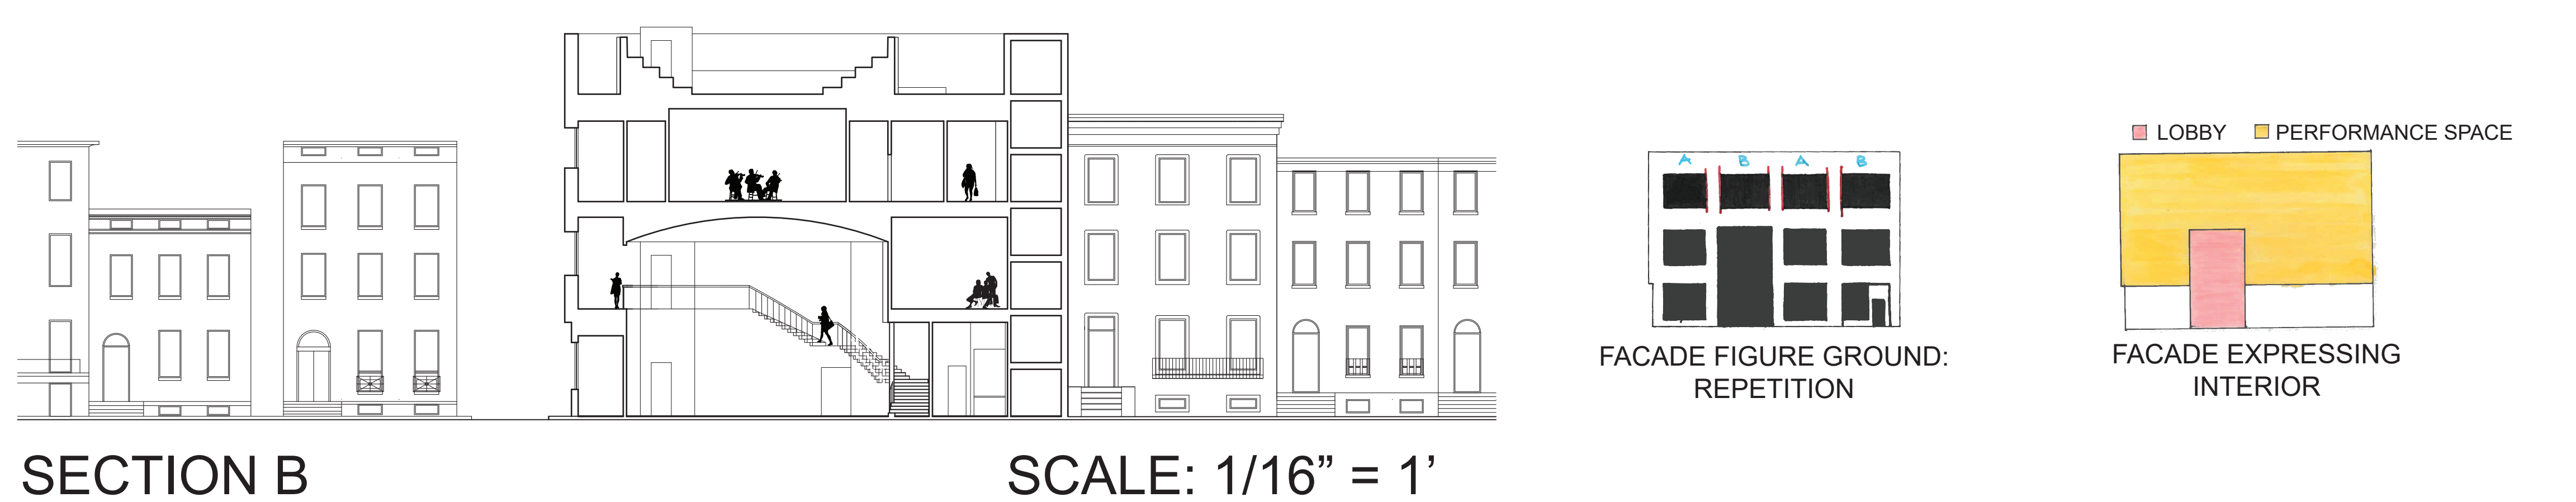 SECTION B
SCALE: 1/16” = 1’
A B A B
FACADE FIGURE GROUND:
REPETITION
LOBBY PERFORMANCE SPACE
FACADE EXPRESSING
INTERIOR